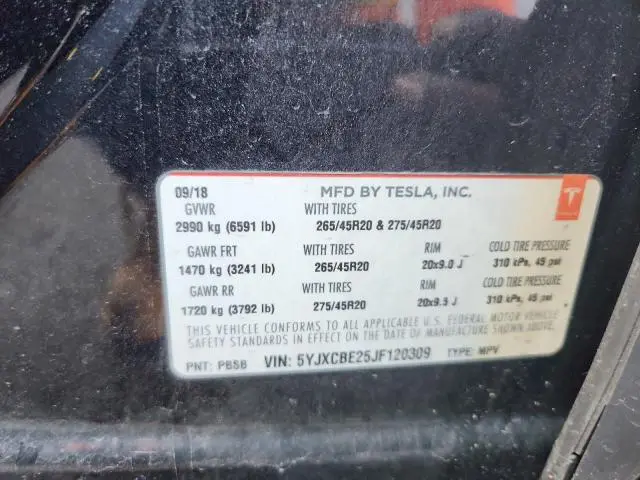 09/18 MFD BY TESLA, INC.
GVWR WITH TIRES
2990 kg (6591 lb) 265/45R20 & 275/45R20
GAWR FRT WITH TIRES RIM COLD TIRE PRESSURE
1470 kg (3241 lb) 265/45R20 20x9.0 J 310 kPa, 45 psi
GAWR RR WITH TIRES RIM COLD TIRE PRESSURE
1720 kg (3792 lb) 275/45R20 20x9.5 J 310 kPa, 45 psi
THIS VEHICLE CONFORMS TO ALL APPLICABLE U.S. FEDERAL MOTOR VEHICLE
SAFETY STANDARDS IN EFFECT ON THE DATE OF MANUFACTURE SHOWN ABOVE.
PNT: PBSB VIN: 5YJXCBE25JF120309 TYPE: MPV